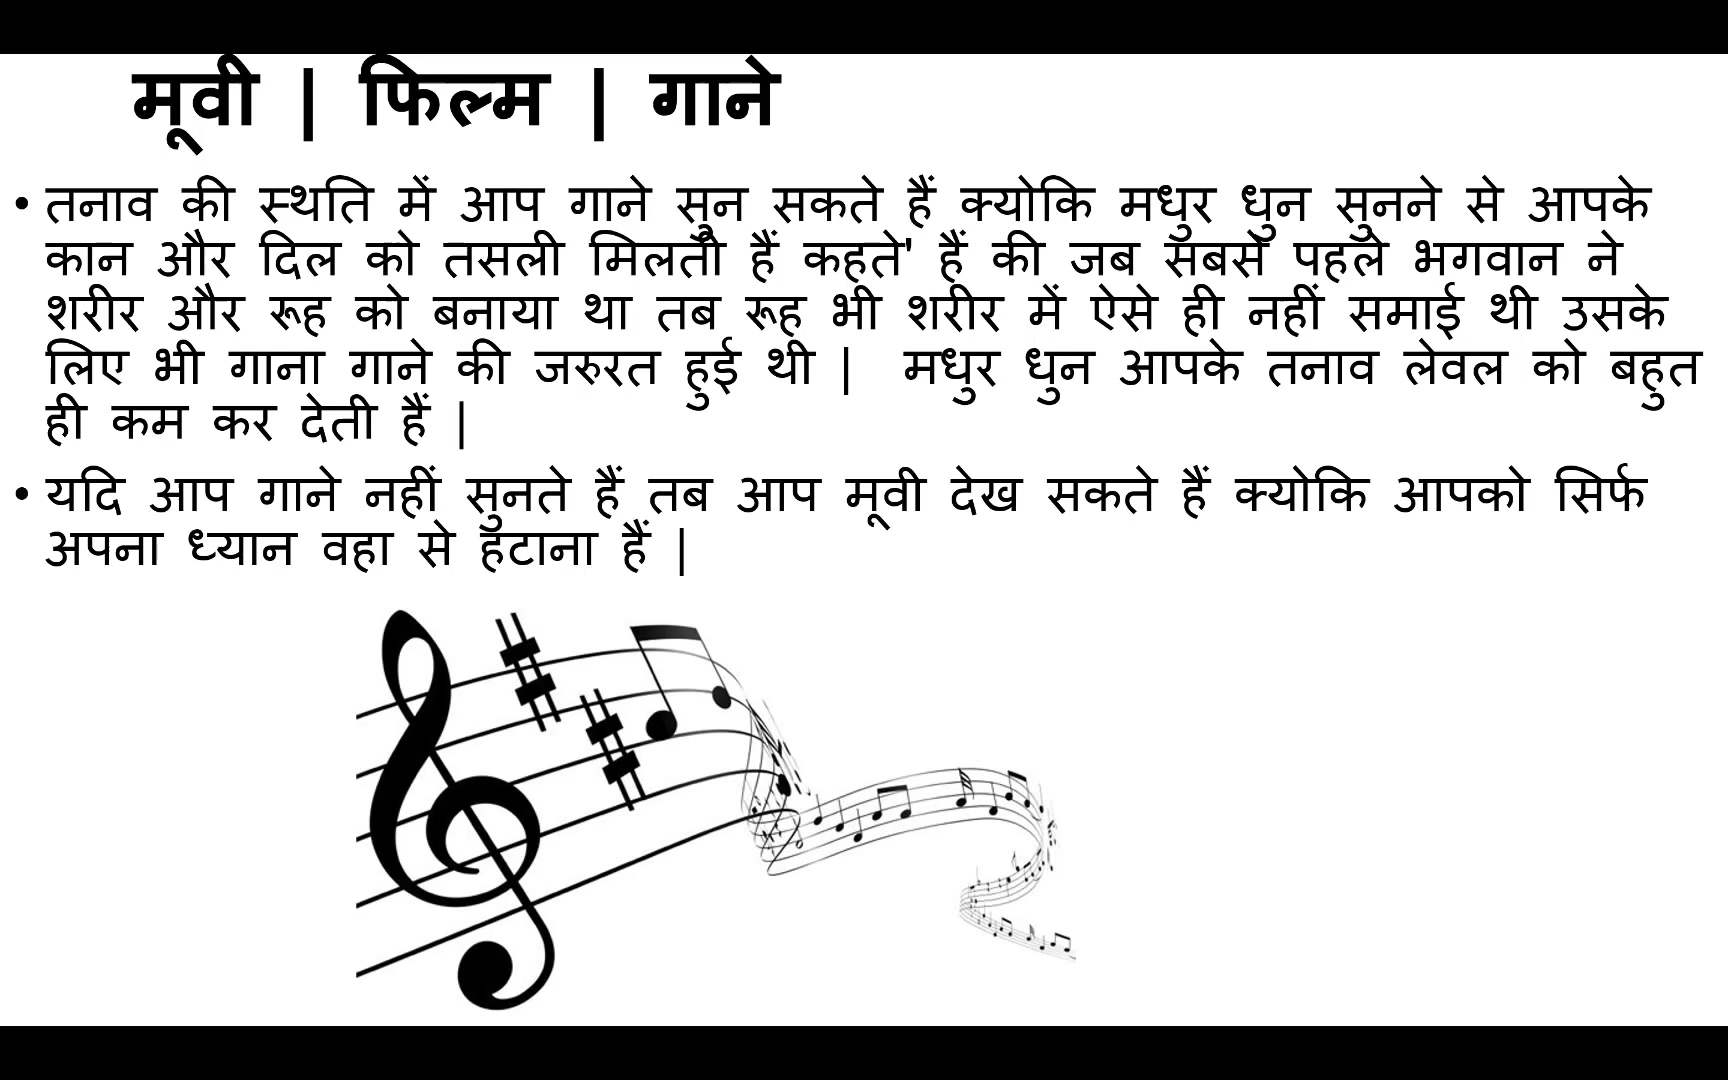 मूवी | फिल्म | गाने
• तनाव की स्थति में आप गाने सुन सकते हैं क्योकि मधुर धुन सुनने से आपके
कान और दिल को तसली मिलती हैं कहते' हैं की जब सबसे पहले भगवान ने
शरीर और रूह को बनाया था तब रूह भी शरीर में ऐसे ही नहीं समाई थी उसके
लिए भी गाना गाने की जरुरत हुई थी | मधुर धुन आपके तनाव लेवल को बहुत
ही कम कर देती हैं |
• यदि आप गाने नहीं सुनते हैं तब आप मूवी देख सकते हैं क्योकि आपको सिर्फ
अपना ध्यान वहा से हटाना हैं |